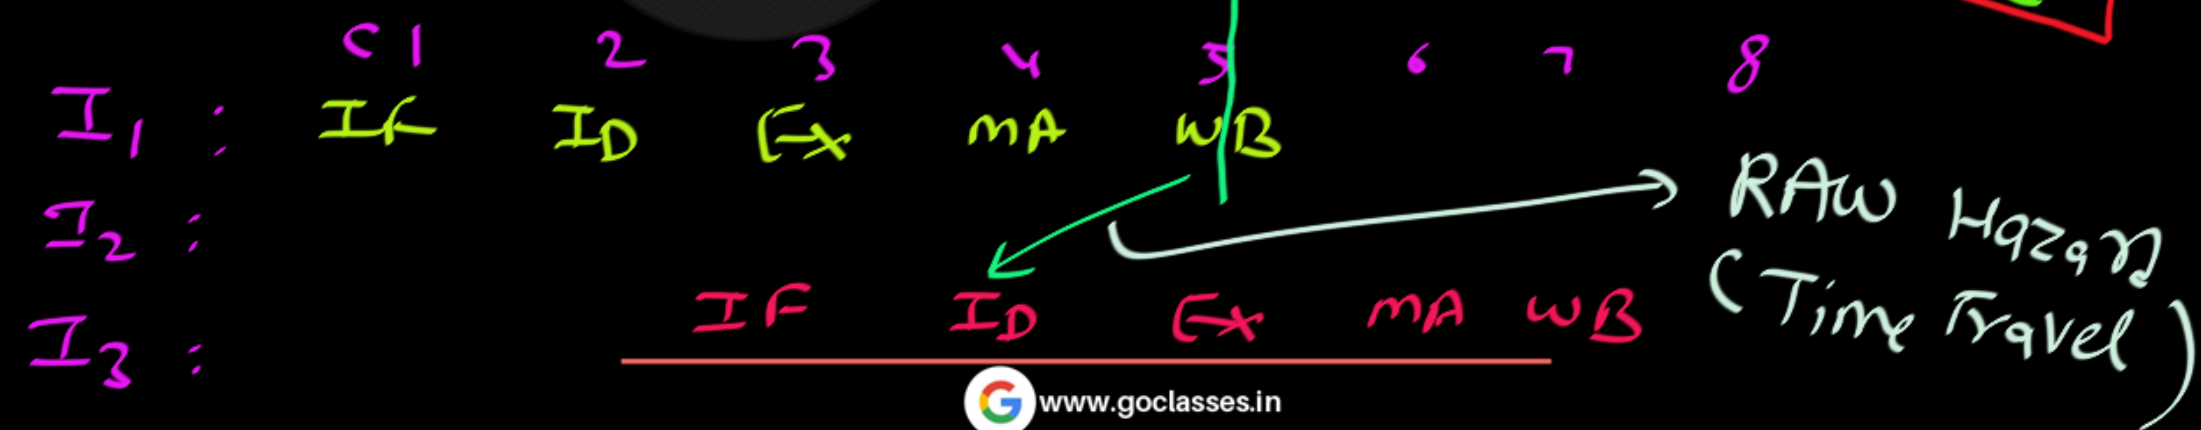 C1 2 3 4 5 6 7 8
I1 : IF ID EX MA WB
I2 :
RAW Hazard
(Time Travel)
I3 : IF ID EX MA WB
www.goclasses.in